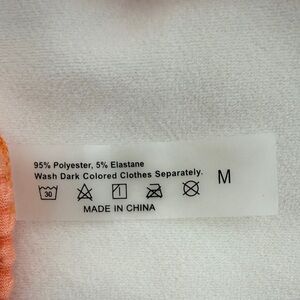 95% Polyester, 5% Elastane
Wash Dark Colored Clothes Separately.
30
M
MADE IN CHINA